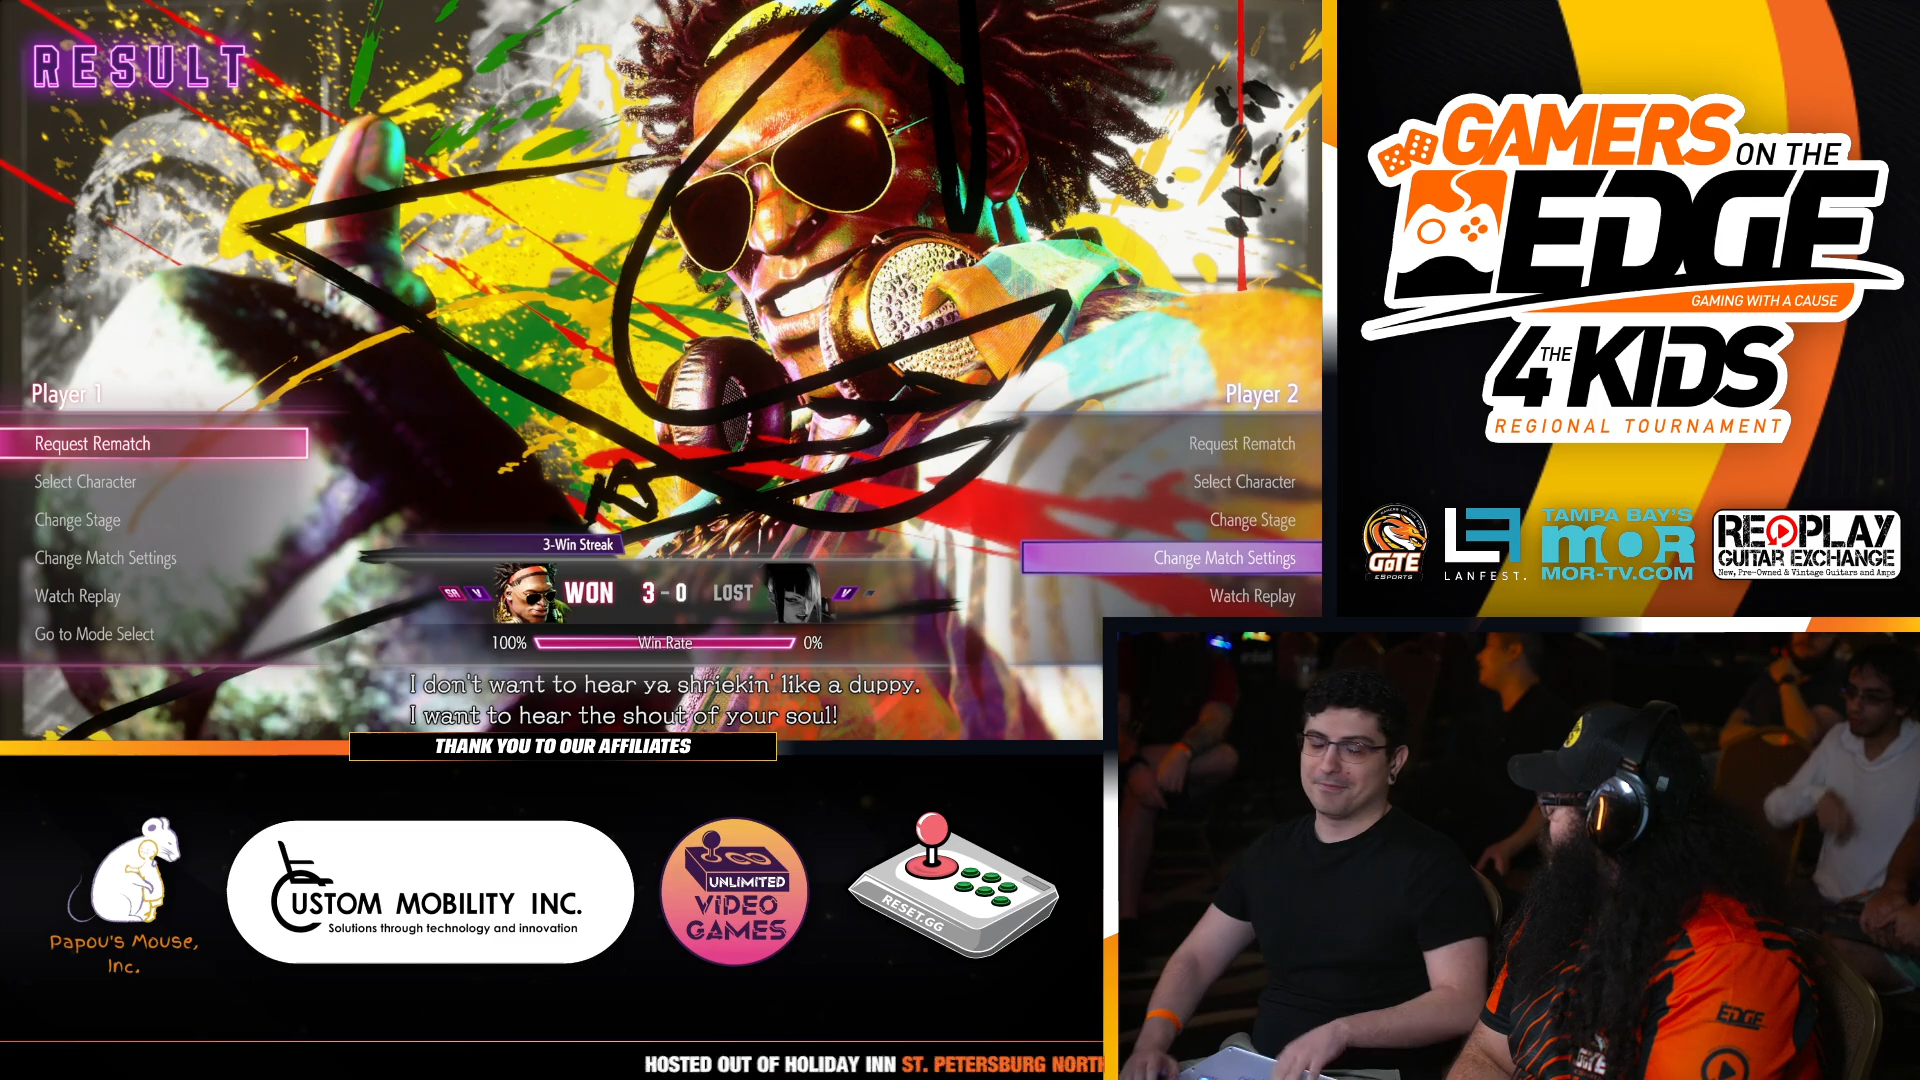 RESULT
Player 1
Request Rematch
Select Character
Change Stage
Change Match Settings
Watch Replay
Go to Mode Select
Player 2
Request Rematch
Select Character
Change Stage
Change Match Settings
Watch Replay
3-Win Streak
SA V WON 3 - 0 LOST V
100% Win Rate 0%
I don't want to hear ya shriekin' like a duppy.
I want to hear the shout of your soul!
GAMERS ON THE
EDGE
GAMING WITH A CAUSE
4 THE KIDS
REGIONAL TOURNAMENT
GOTE
ESPORTS
LANFEST.
TAMPA BAY'S
mOR
MOR-TV.COM
REPLAY
GUITAR EXCHANGE
New, Pre-Owned & Vintage Guitars and Amps
THANK YOU TO OUR AFFILIATES
Papou's Mouse,
Inc.
CUSTOM MOBILITY INC.
Solutions through technology and innovation
UNLIMITED
VIDEO
GAMES
RESET.GG
EDGE
HOSTED OUT OF HOLIDAY INN ST. PETERSBURG NORTH